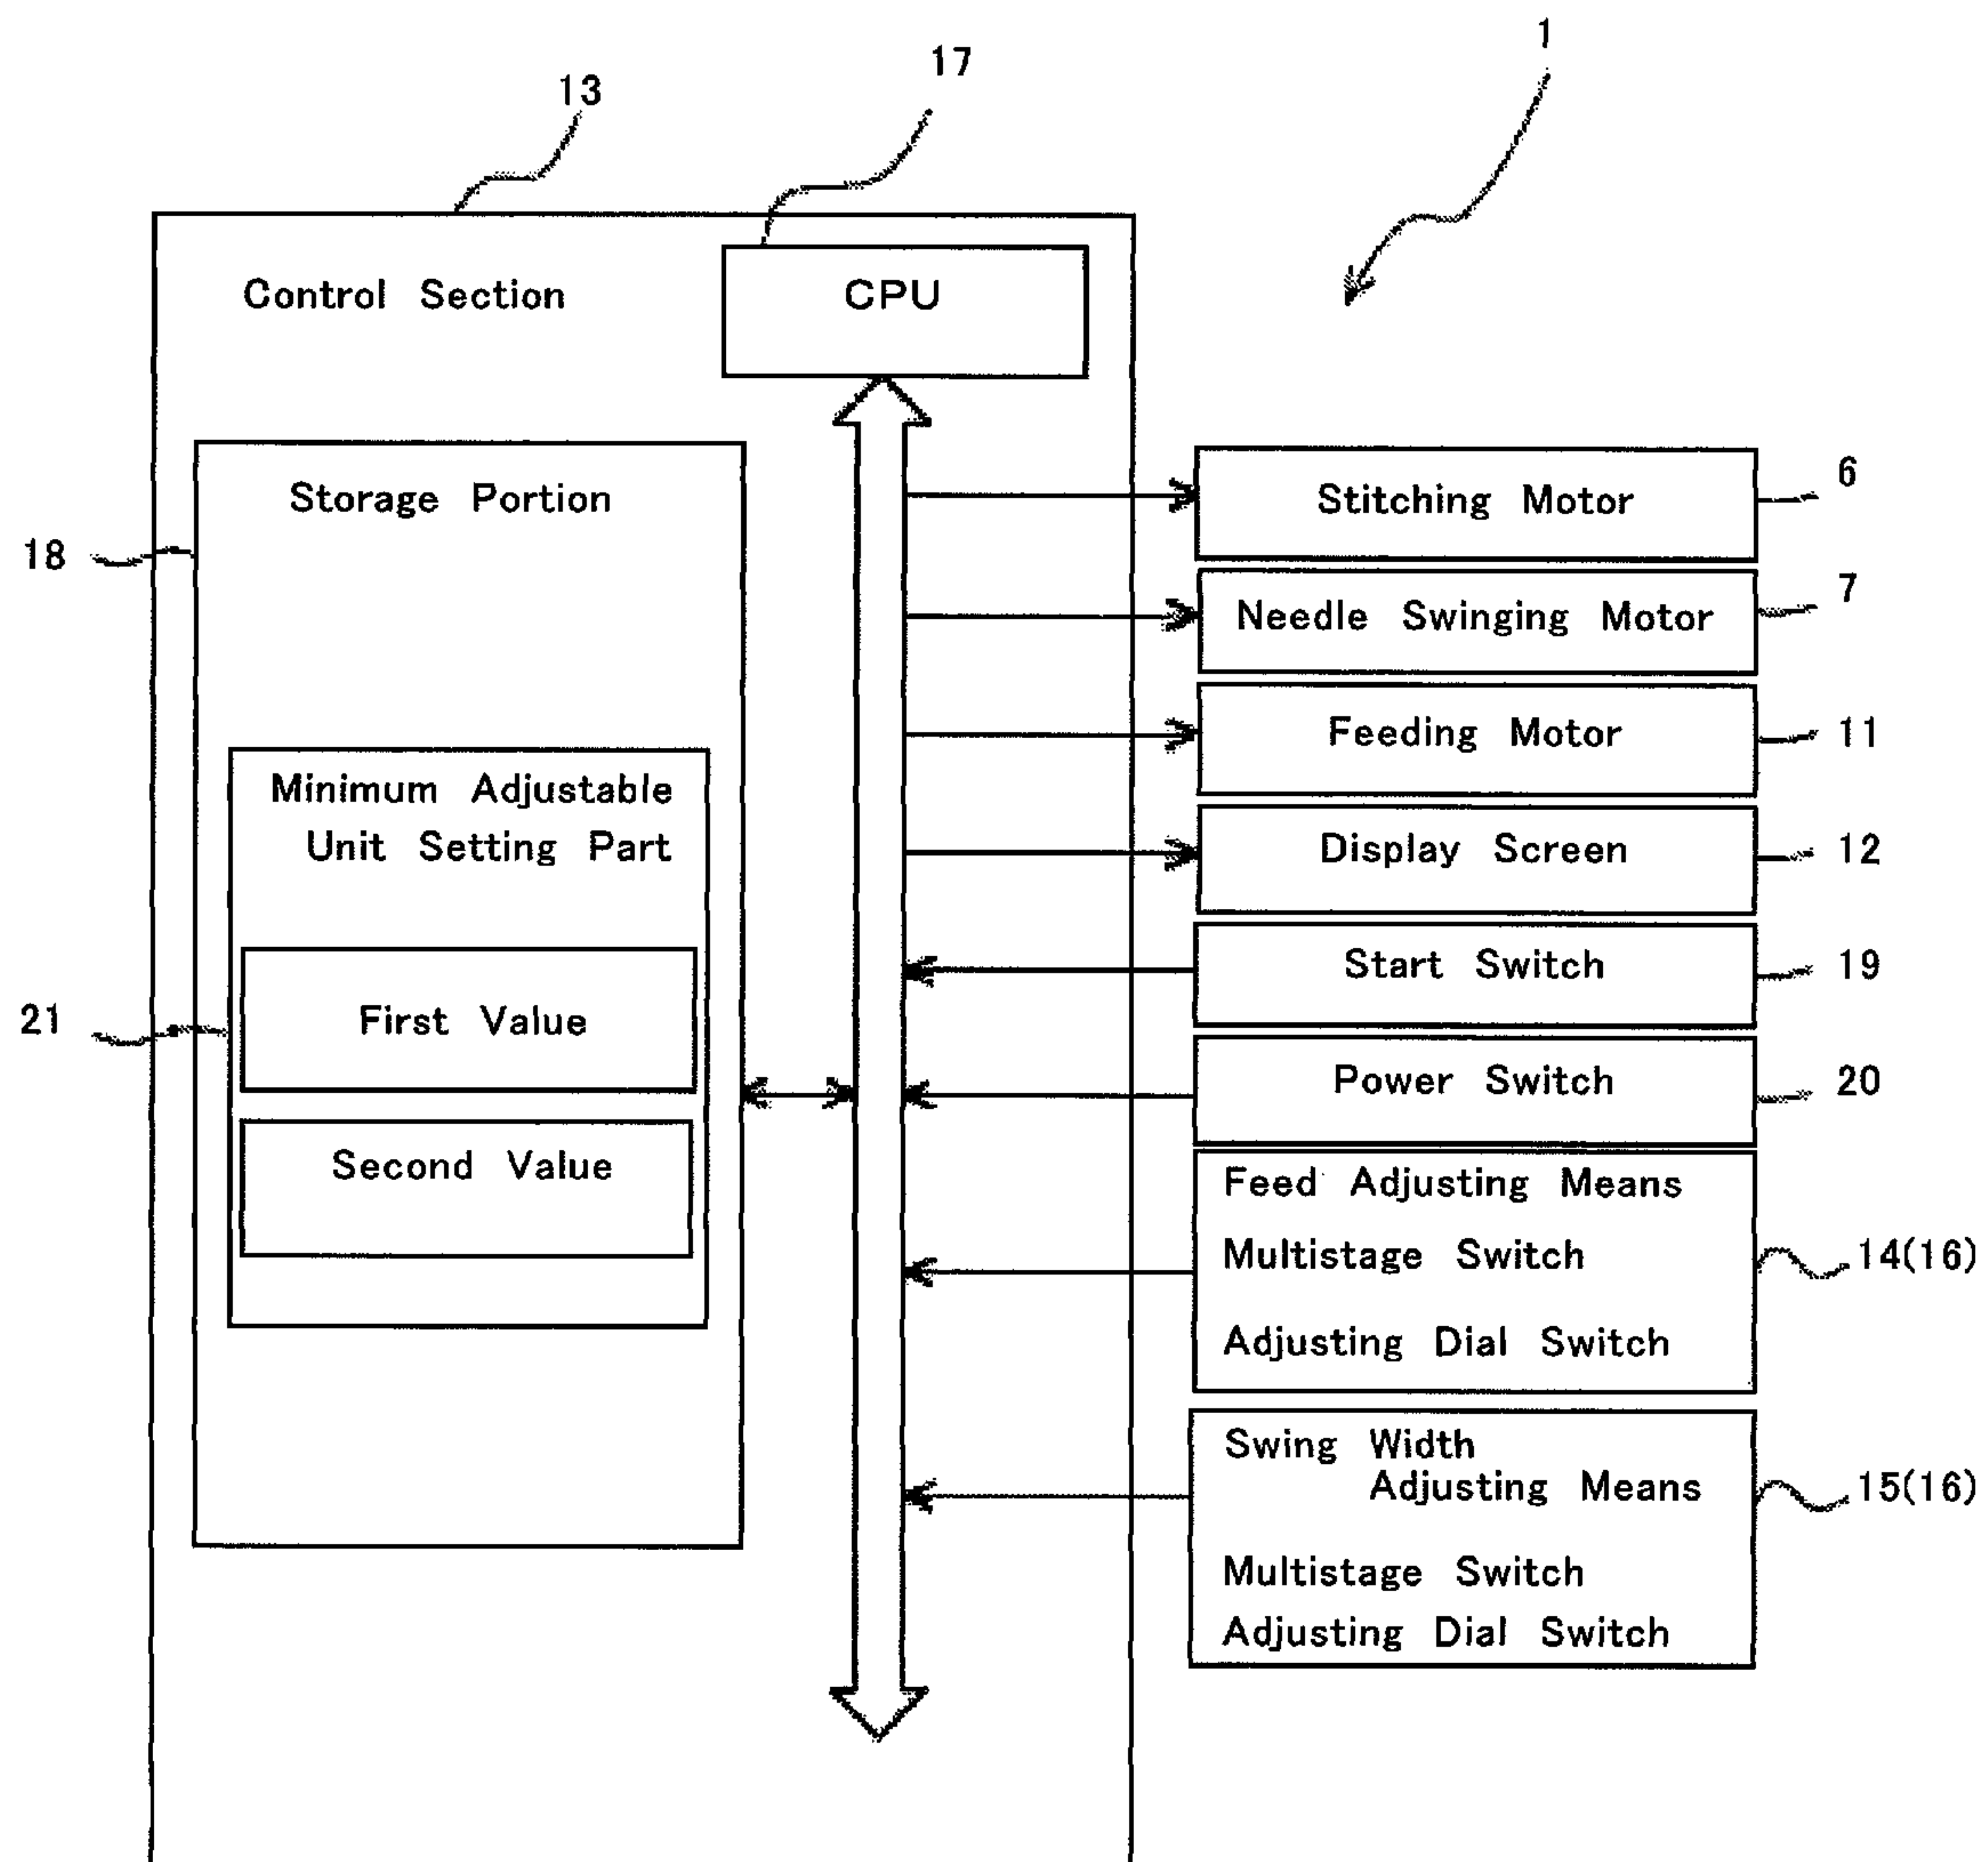 1
17
13
Control Section
CPU
Storage Portion
18
Minimum Adjustable
Unit Setting Part
21
First Value
Second Value
Stitching Motor
6
Needle Swinging Motor
7
Feeding Motor
11
Display Screen
12
Start Switch
19
Power Switch
20
Feed Adjusting Means
Multistage Switch
14(16)
Adjusting Dial Switch
Swing Width
Adjusting Means
15(16)
Multistage Switch
Adjusting Dial Switch